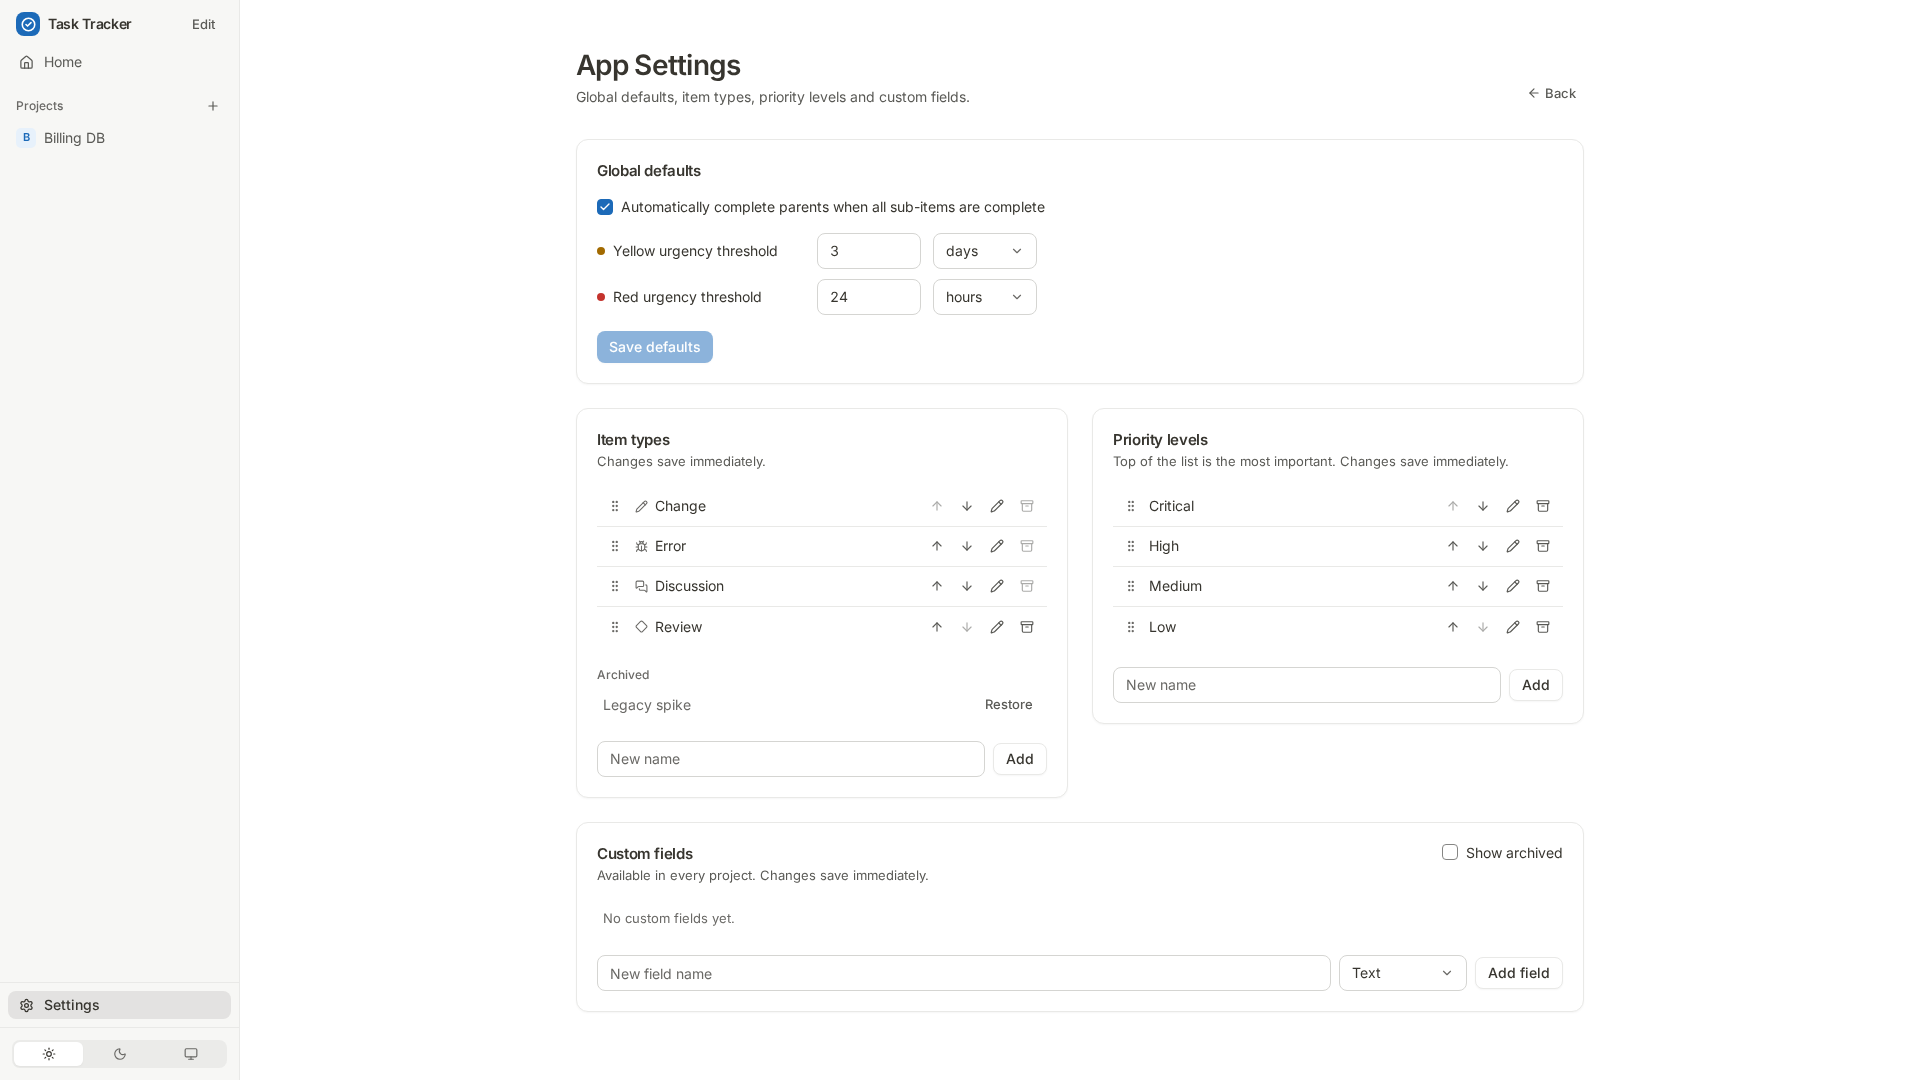 Task Tracker
Edit
Home
Projects
B Billing DB
Settings
App Settings
Global defaults, item types, priority levels and custom fields.
Back
Global defaults
Automatically complete parents when all sub-items are complete
Yellow urgency threshold 3 days
Red urgency threshold 24 hours
Save defaults
Item types
Changes save immediately.
Change
Error
Discussion
Review
Archived
Legacy spike Restore
New name Add
Priority levels
Top of the list is the most important. Changes save immediately.
Critical
High
Medium
Low
New name Add
Custom fields
Show archived
Available in every project. Changes save immediately.
No custom fields yet.
New field name Text Add field